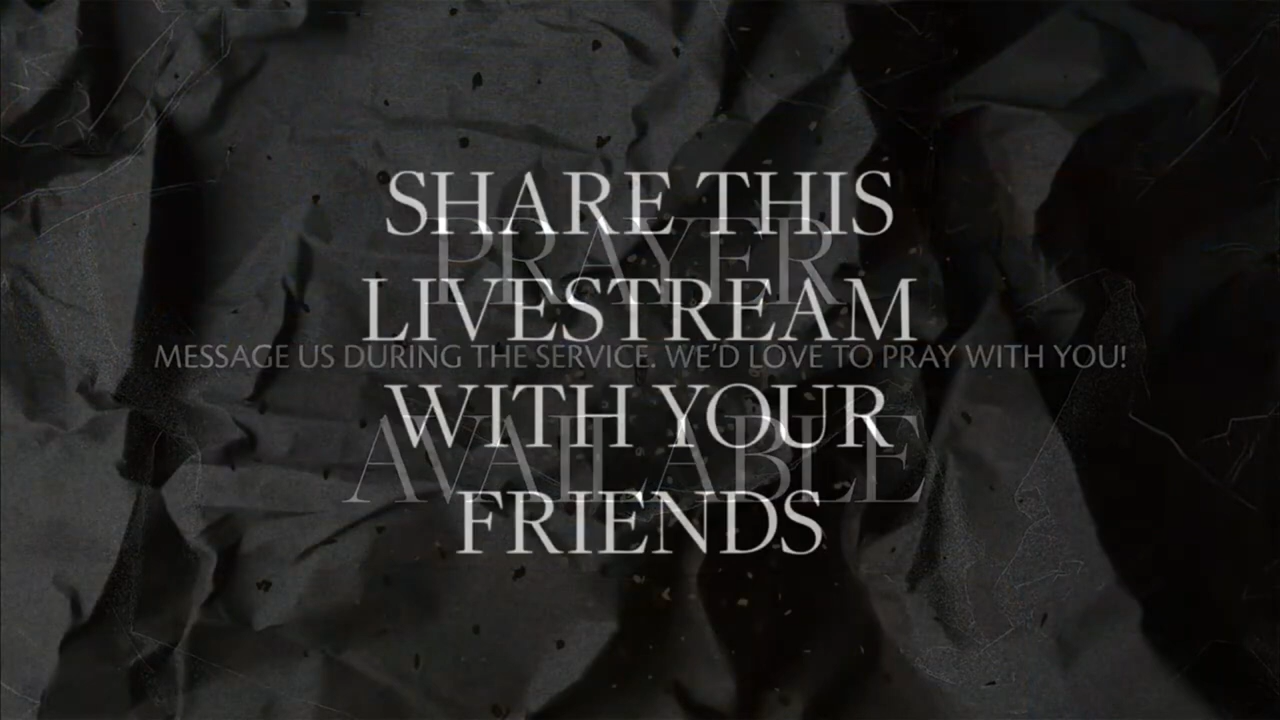 SHARE THIS
PRAYER
LIVESTREAM
MESSAGE US DURING THE SERVICE. WE'D LOVE TO PRAY WITH YOU!
WITH YOUR
AVAILABLE
FRIENDS